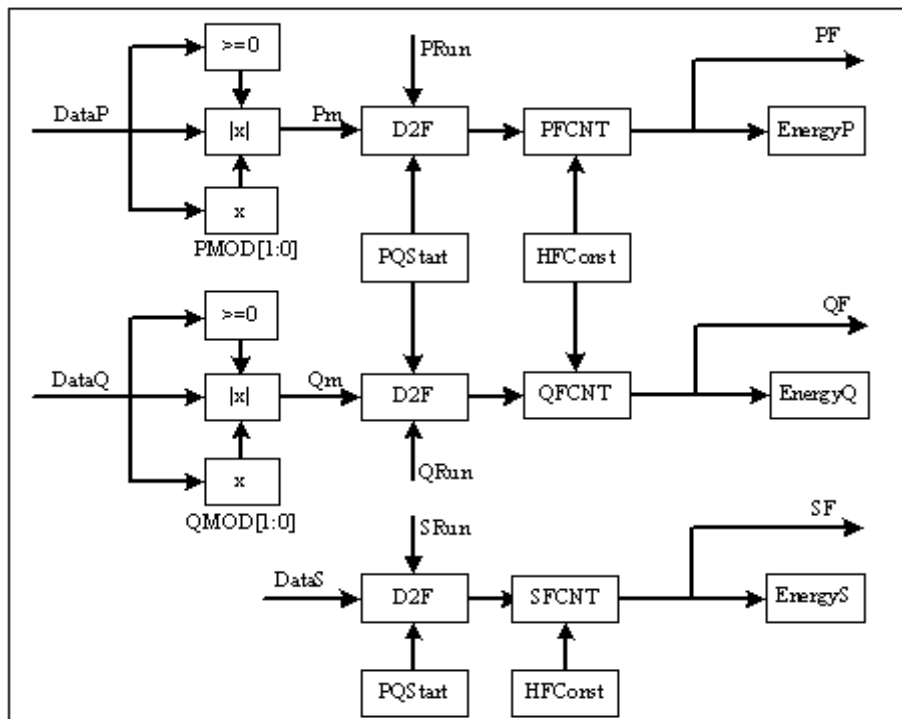 >=0
PRun
PF
DataP
|x|
Pm
D2F
PFCNT
EnergyP
x
PMOD[1:0]
PQStart
HFConst
>=0
QF
DataQ
|x|
Qm
D2F
QFCNT
EnergyQ
x
QRun
QMOD[1:0]
SRun
SF
DataS
D2F
SFCNT
EnergyS
PQStart
HFConst